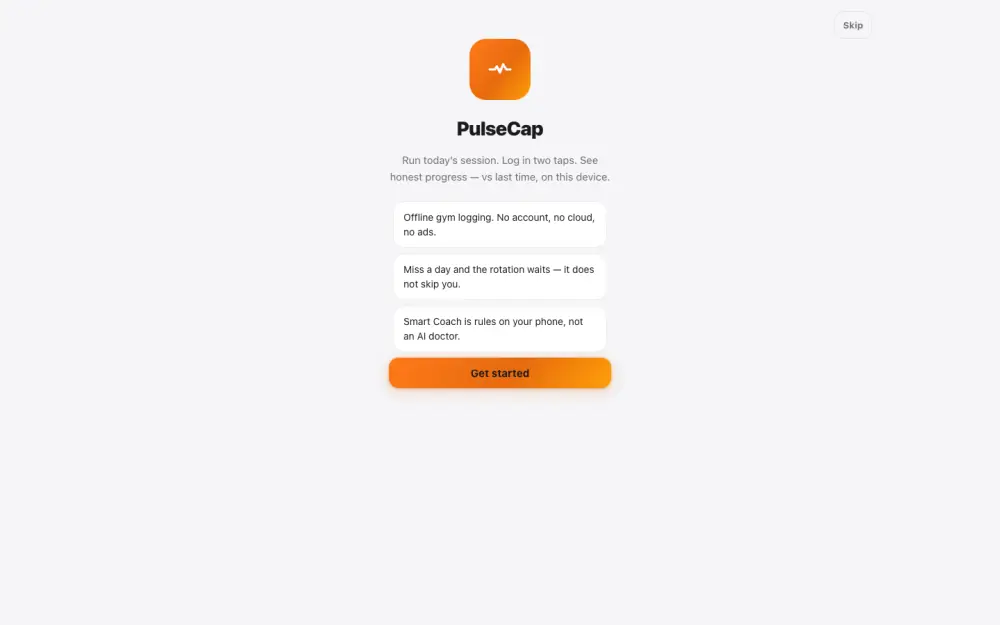 Skip
PulseCap
Run today's session. Log in two taps. See
honest progress — vs last time, on this device.
Offline gym logging. No account, no cloud,
no ads.
Miss a day and the rotation waits — it does
not skip you.
Smart Coach is rules on your phone, not
an AI doctor.
Get started